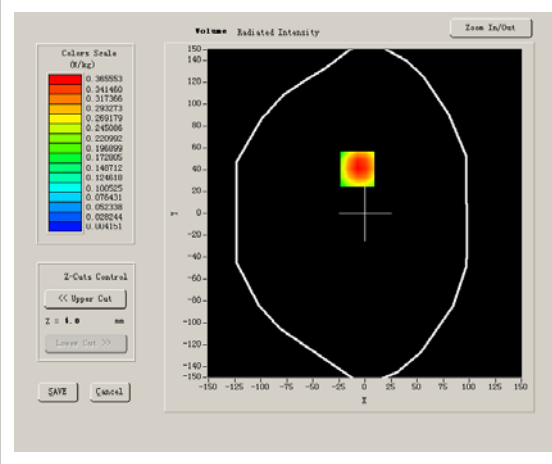 Volume Radiated Intensity
Zoom In/Out
Colors Scale
(W/kg)
0.365553
0.341460
0.317366
0.293273
0.269179
0.245086
0.220992
0.196899
0.172805
0.148712
0.124618
0.100525
0.076431
0.052338
0.028244
0.004151
Z-Cuts Control
<< Upper Cut
Z = 4.0 mm
Lower Cut >>
SAVE Cancel
Y
150
120
100
80
60
40
20
0
-20
-40
-60
-80
-100
-120
-140
-150
-150 -125 -100 -75 -50 -25 0 25 50 75 100 125 150
X